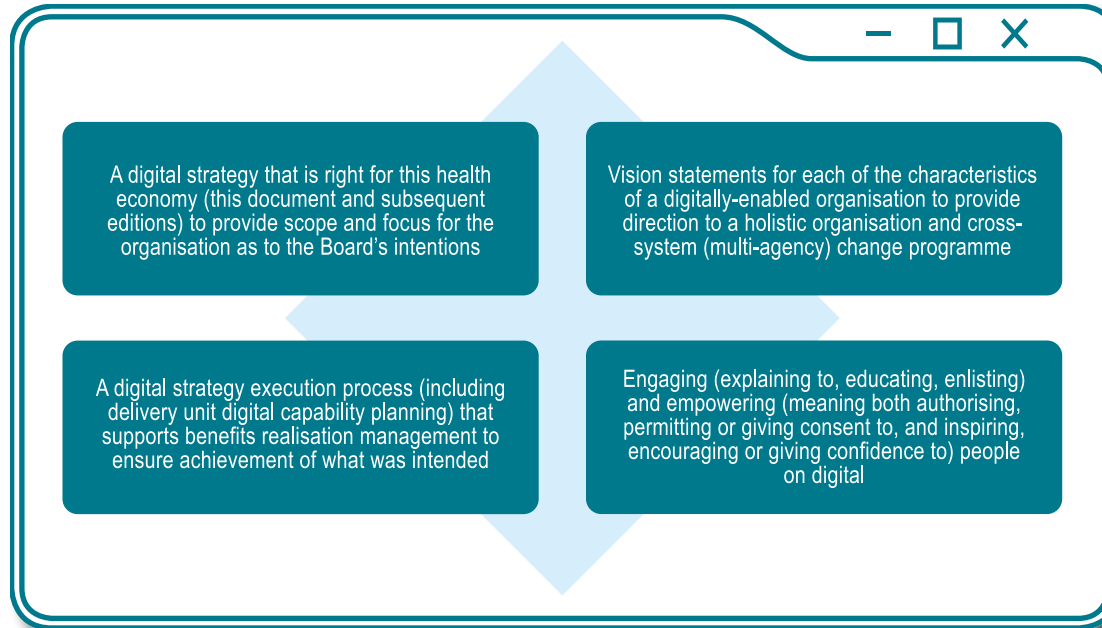 A digital strategy that is right for this health
economy (this document and subsequent
editions) to provide scope and focus for the
organisation as to the Board’s intentions
Vision statements for each of the characteristics
of a digitally-enabled organisation to provide
direction to a holistic organisation and cross-
system (multi-agency) change programme
A digital strategy execution process (including
delivery unit digital capability planning) that
supports benefits realisation management to
ensure achievement of what was intended
Engaging (explaining to, educating, enlisting)
and empowering (meaning both authorising,
permitting or giving consent to, and inspiring,
encouraging or giving confidence to) people
on digital